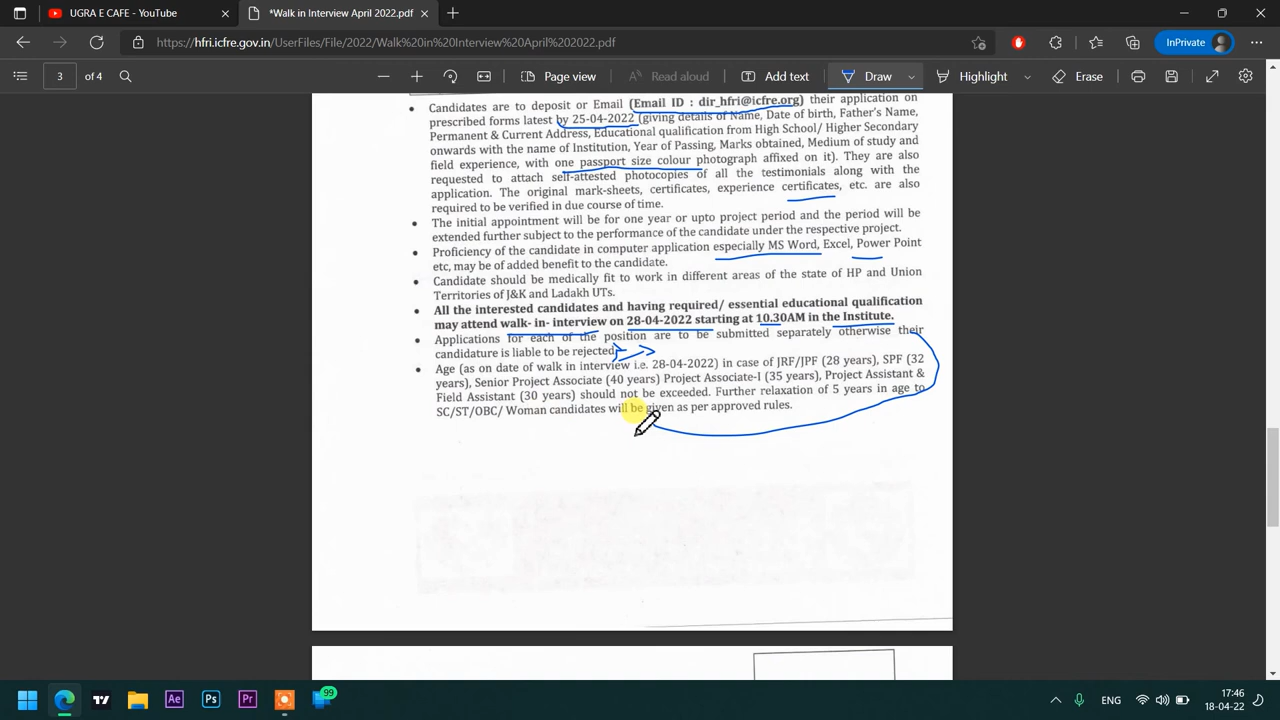 UGRA E CAFE - YouTube
*Walk in Interview April 2022.pdf
https://hfri.icfre.gov.in/UserFiles/File/2022/Walk%20in%20Interview%20April%202022.pdf
InPrivate
3 of 4
Page view
Read aloud
Add text
Draw
Highlight
Erase
• Candidates are to deposit or Email (Email ID : dir_hfri@icfre.org) their application on
prescribed forms latest by 25-04-2022 (giving details of Name, Date of birth, Father's Name,
Permanent & Current Address, Educational qualification from High School/ Higher Secondary
onwards with the name of Institution, Year of Passing, Marks obtained, Medium of study and
field experience, with one passport size colour photograph affixed on it). They are also
requested to attach self-attested photocopies of all the testimonials along with the
application. The original mark-sheets, certificates, experience certificates, etc. are also
required to be verified in due course of time.
• The initial appointment will be for one year or upto project period and the period will be
extended further subject to the performance of the candidate under the respective project.
• Proficiency of the candidate in computer application especially MS Word, Excel, Power Point
etc, may be of added benefit to the candidate.
• Candidate should be medically fit to work in different areas of the state of HP and Union
Territories of J&K and Ladakh UTs.
• All the interested candidates and having required/ essential educational qualification
may attend walk- in- interview on 28-04-2022 starting at 10.30AM in the Institute.
• Applications for each of the position are to be submitted separately otherwise their
candidature is liable to be rejected
• Age (as on date of walk in interview i.e. 28-04-2022) in case of JRF/JPF (28 years), SPF (32
years), Senior Project Associate (40 years) Project Associate-I (35 years), Project Assistant &
Field Assistant (30 years) should not be exceeded. Further relaxation of 5 years in age to
SC/ST/OBC/ Woman candidates will be given as per approved rules.
99
ENG
17:46
18-04-22